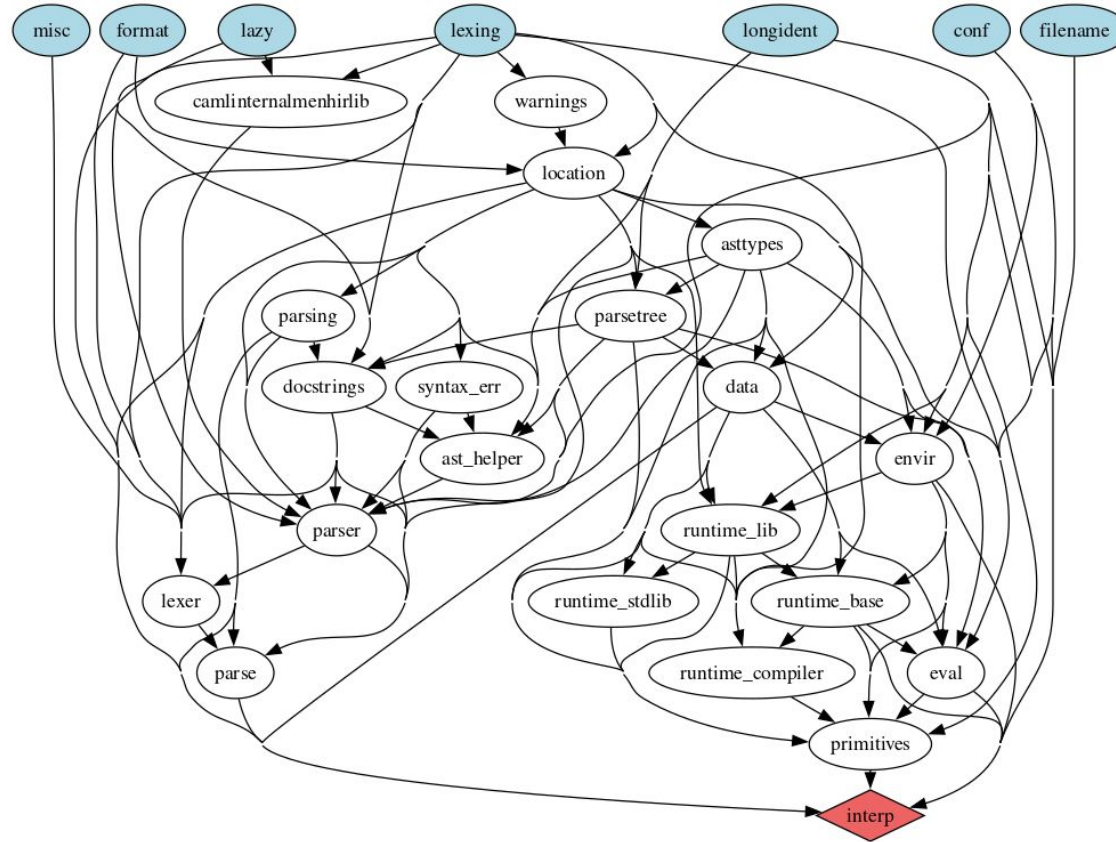 misc
format
lazy
lexing
longident
conf
filename
camlinternalmenhirlib
warnings
location
asttypes
parsing
parsetree
docstrings
syntax_err
data
ast_helper
envir
parser
runtime_lib
lexer
runtime_stdlib
runtime_base
parse
runtime_compiler
eval
primitives
interp